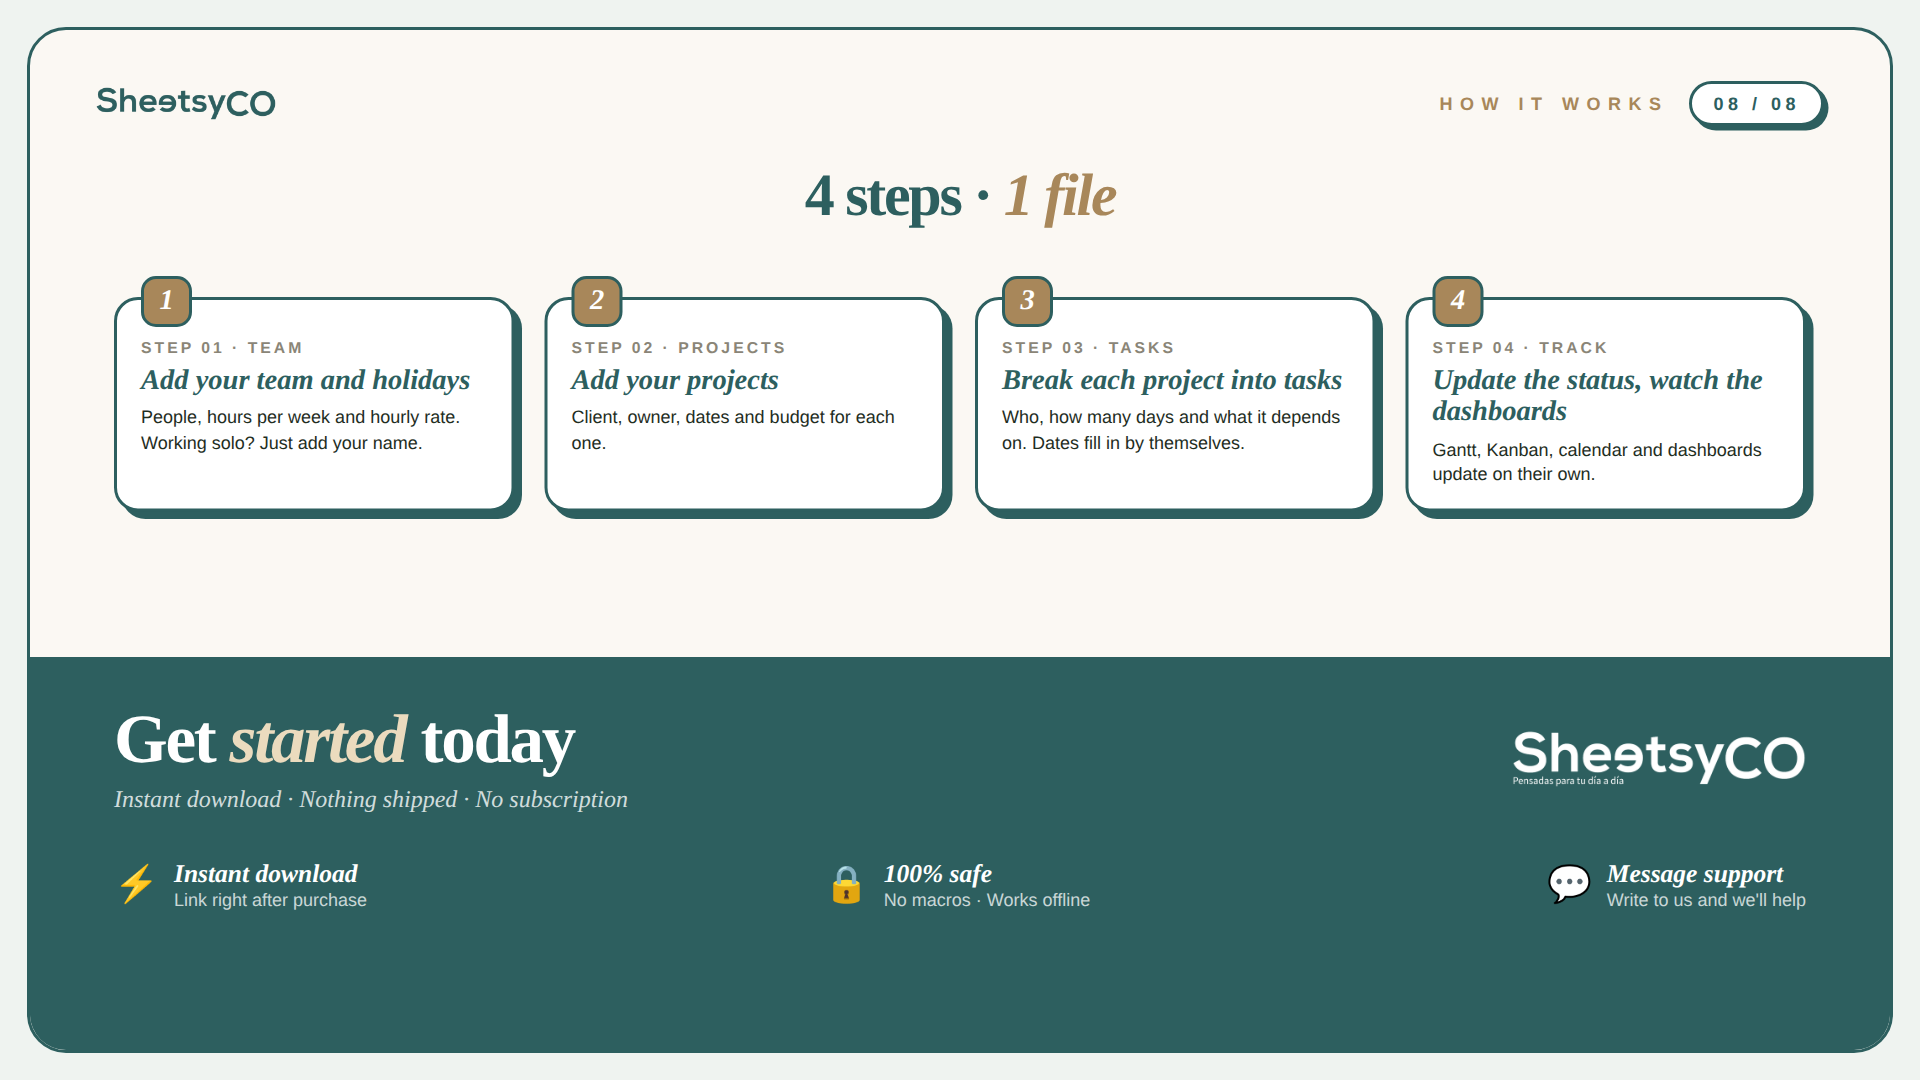 SheetsyCO
HOW IT WORKS
08 / 08
4 steps · 1 file
1
STEP 01 · TEAM
Add your team and holidays
People, hours per week and hourly rate.
Working solo? Just add your name.
2
STEP 02 · PROJECTS
Add your projects
Client, owner, dates and budget for each
one.
3
STEP 03 · TASKS
Break each project into tasks
Who, how many days and what it depends
on. Dates fill in by themselves.
4
STEP 04 · TRACK
Update the status, watch the
dashboards
Gantt, Kanban, calendar and dashboards
update on their own.
Get started today
Instant download · Nothing shipped · No subscription
SheetsyCO
Pensadas para tu día a día
Instant download
Link right after purchase
100% safe
No macros · Works offline
Message support
Write to us and we'll help